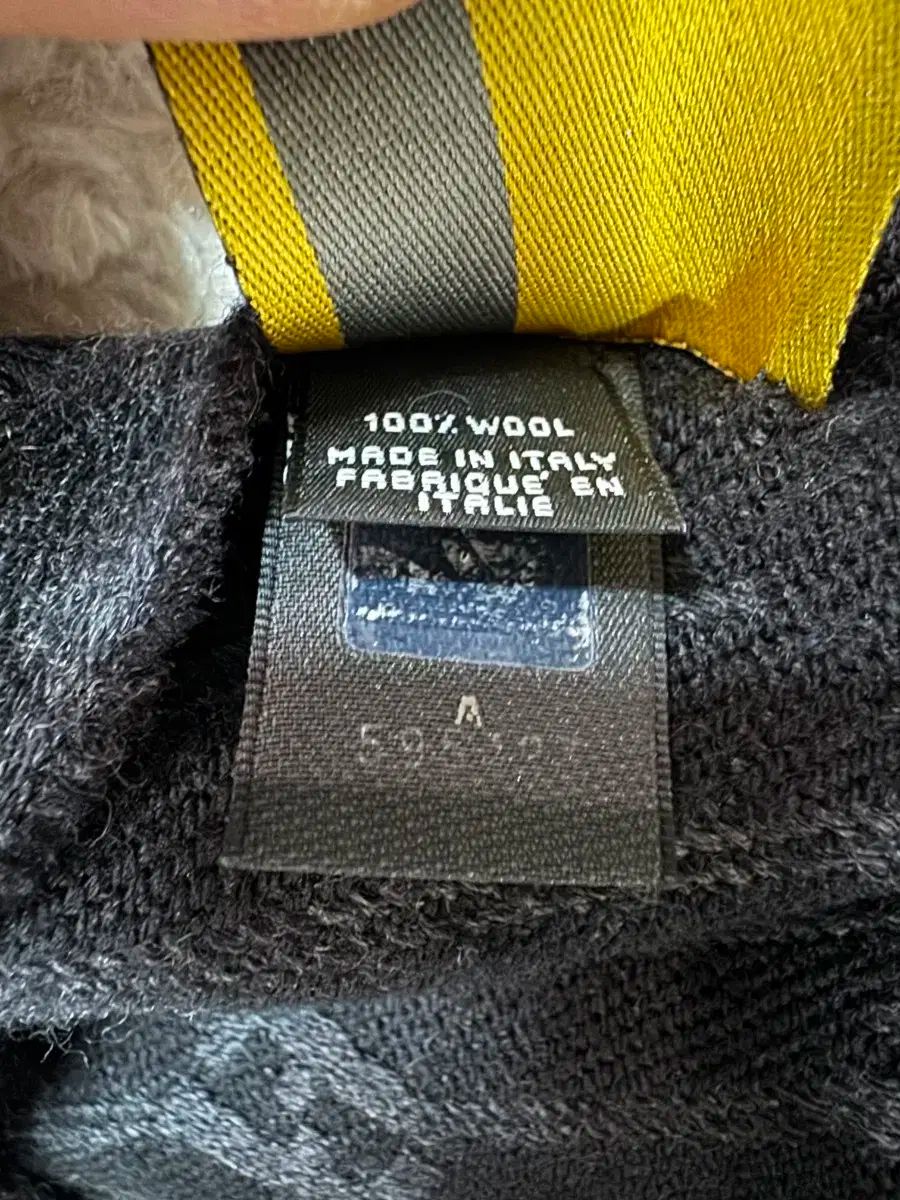 100% WOOL
MADE IN ITALY
FABRIQUE' EN
ITALIE
A